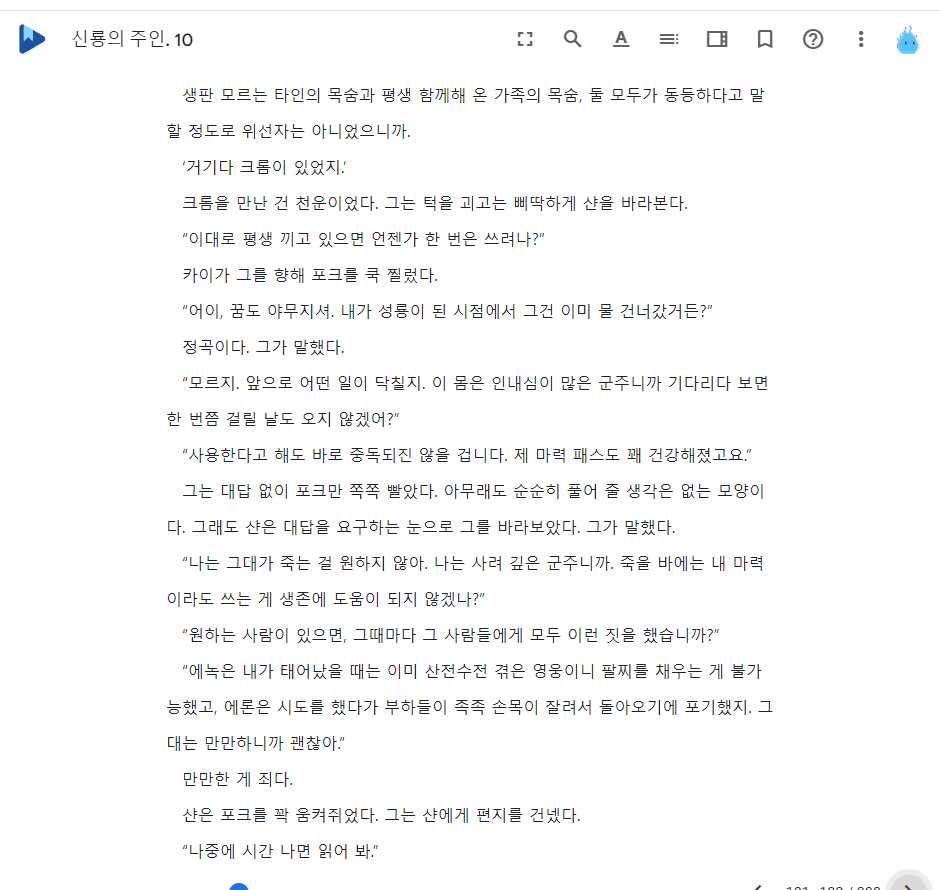 신룡의 주인. 10
생판 모르는 타인의 목숨과 평생 함께해 온 가족의 목숨, 둘 모두가 동등하다고 말
할 정도로 위선자는 아니었으니까.
‘거기다 크롬이 있었지.’
크롬을 만난 건 천운이었다. 그는 턱을 괴고는 삐딱하게 샨을 바라본다.
“이대로 평생 끼고 있으면 언젠가 한 번은 쓰려나?”
카이가 그를 향해 포크를 쿡 찔렀다.
“어이, 꿈도 야무지셔. 내가 성룡이 된 시점에서 그건 이미 물 건너갔거든?”
정곡이다. 그가 말했다.
“모르지. 앞으로 어떤 일이 닥칠지. 이 몸은 인내심이 많은 군주니까 기다리다 보면
한 번쯤 걸릴 날도 오지 않겠어?”
“사용한다고 해도 바로 중독되진 않을 겁니다. 제 마력 패스도 꽤 건강해졌고요.”
그는 대답 없이 포크만 쪽쪽 빨았다. 아무래도 순순히 풀어 줄 생각은 없는 모양이
다. 그래도 샨은 대답을 요구하는 눈으로 그를 바라보았다. 그가 말했다.
“나는 그대가 죽는 걸 원하지 않아. 나는 사려 깊은 군주니까. 죽을 바에는 내 마력
이라도 쓰는 게 생존에 도움이 되지 않겠나?”
“원하는 사람이 있으면, 그때마다 그 사람들에게 모두 이런 짓을 했습니까?”
“에녹은 내가 태어났을 때는 이미 산전수전 겪은 영웅이니 팔찌를 채우는 게 불가
능했고, 에론은 시도를 했다가 부하들이 족족 손목이 잘려서 돌아오기에 포기했지. 그
대는 만만하니까 괜찮아.”
만만한 게 죄다.
샨은 포크를 꽉 움켜쥐었다. 그는 샨에게 편지를 건넸다.
“나중에 시간 나면 읽어 봐.”